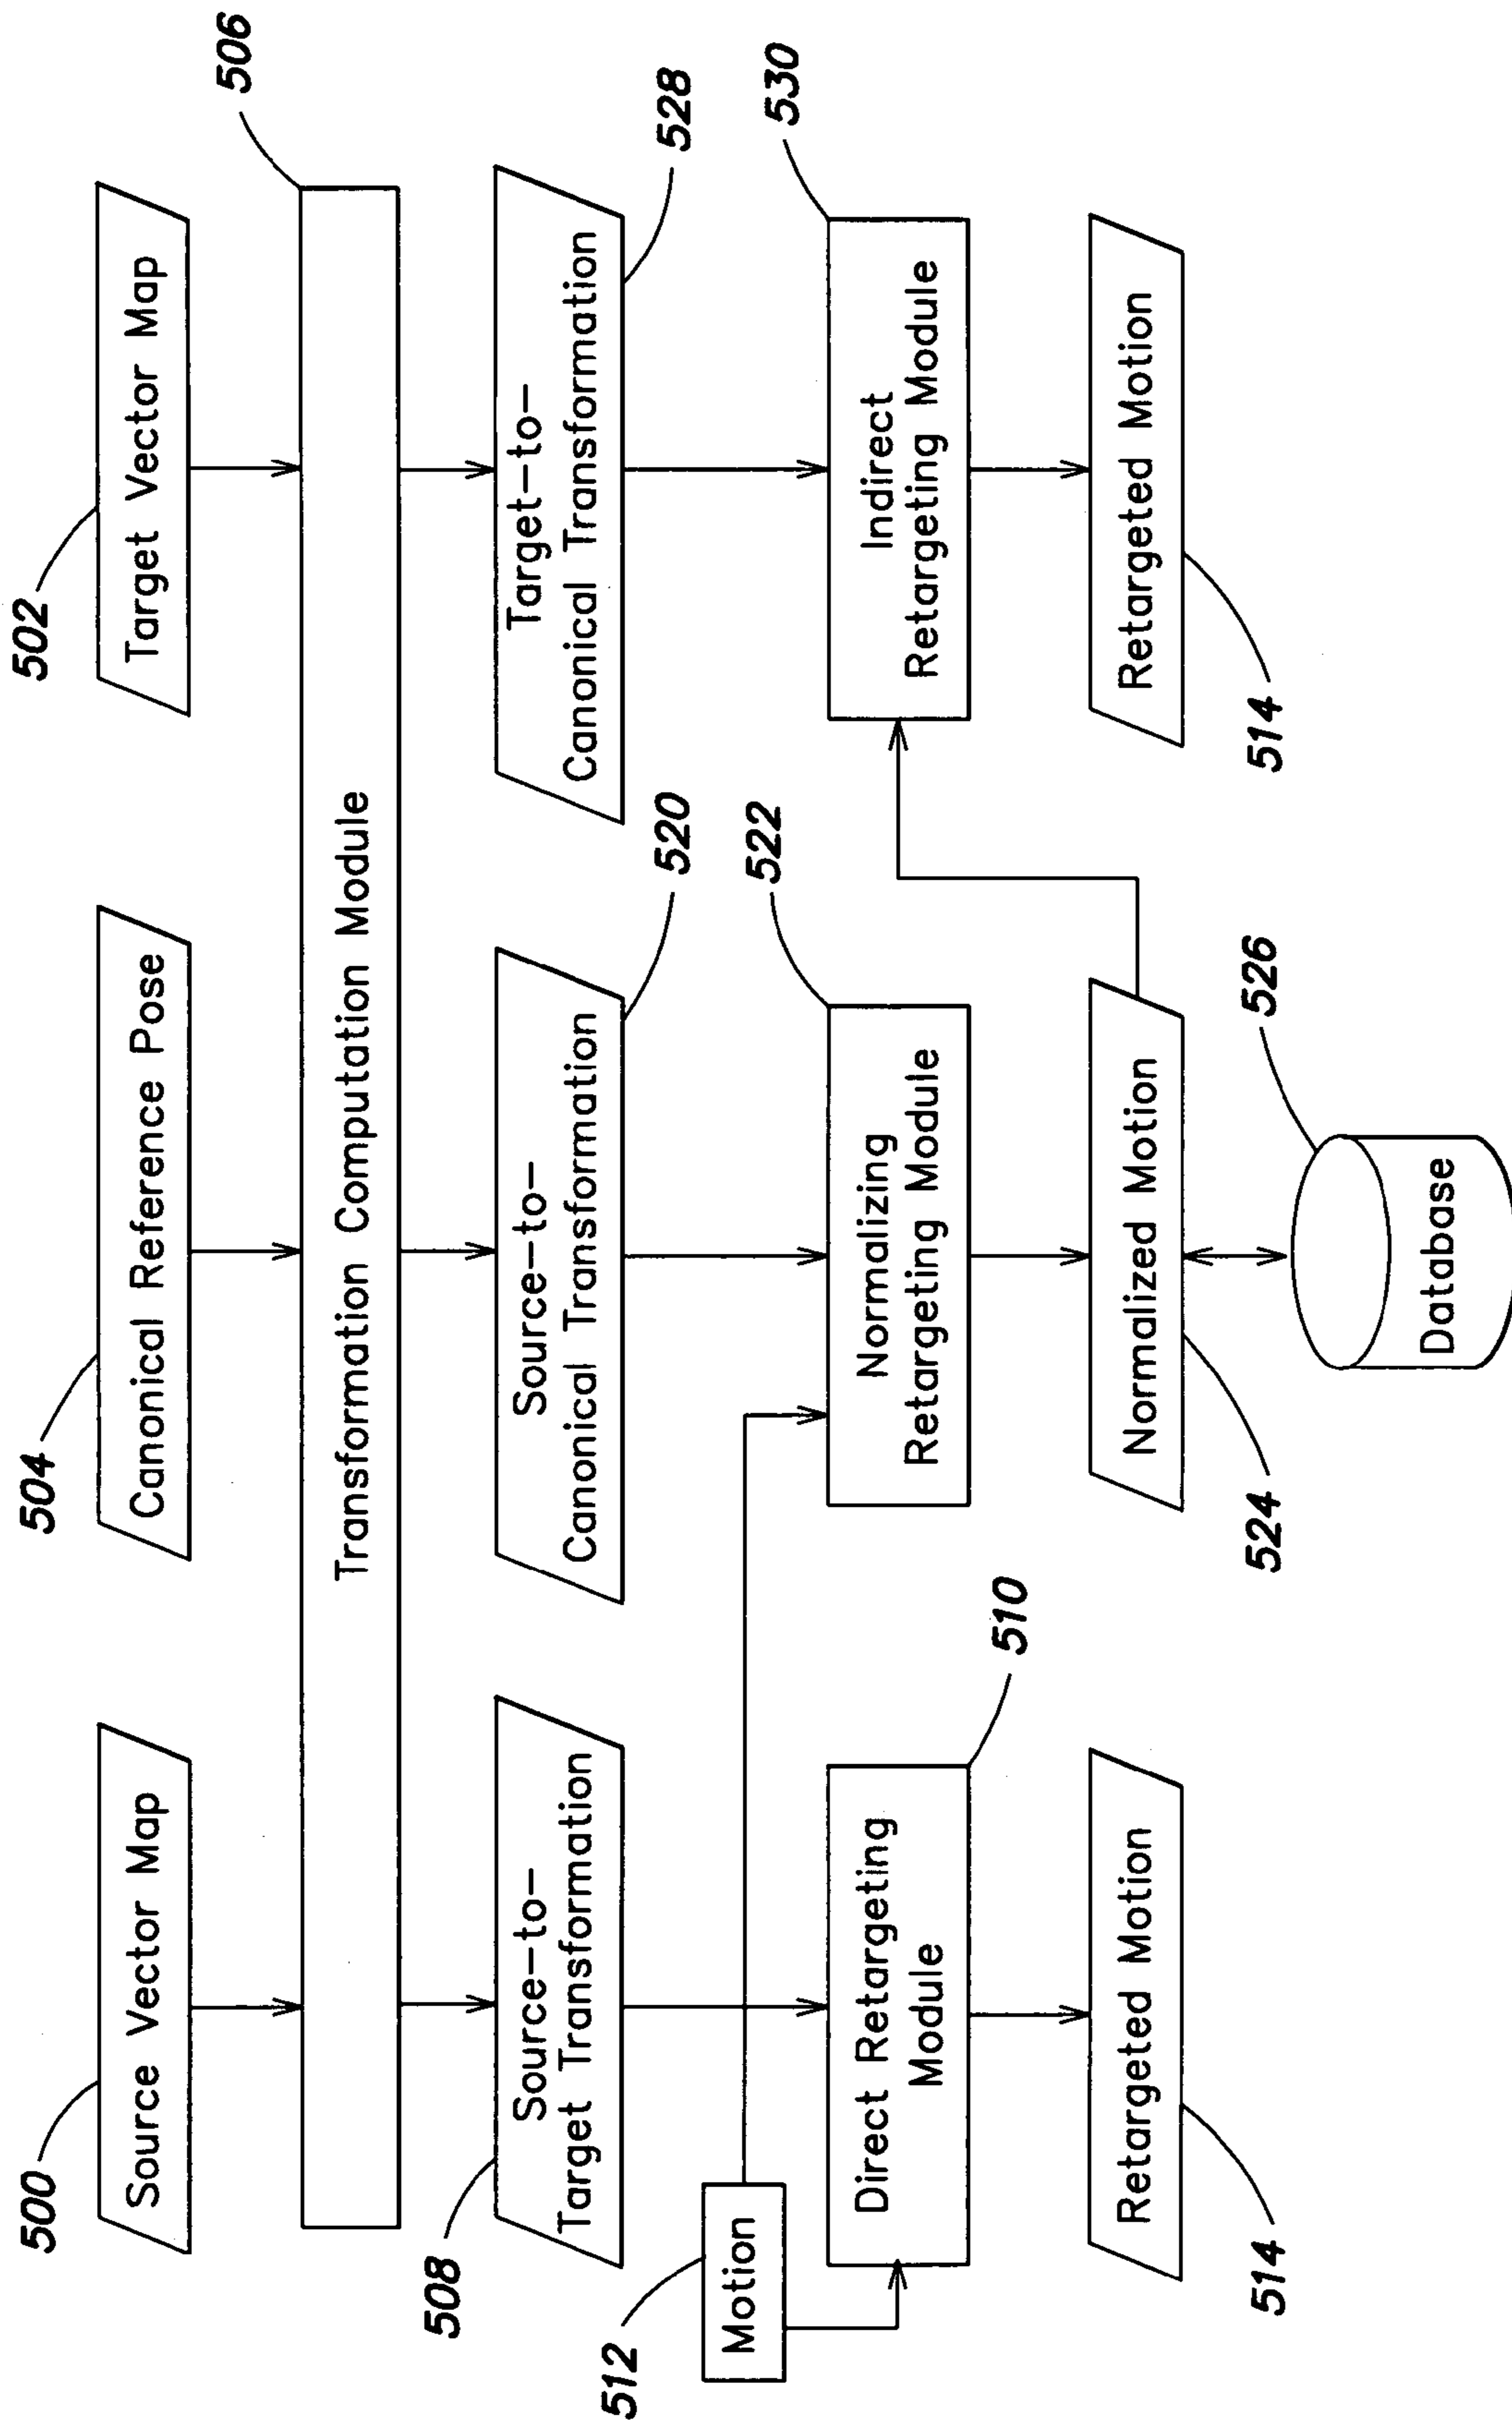 500
504
502
Source Vector Map
Canonical Reference Pose
Target Vector Map
506
Transformation Computation Module
508
Source-to-
Target Transformation
Source-to-
Canonical Transformation
520
Target-to-
Canonical Transformation
528
512
Motion
Direct Retargeting
Module
510
Normalizing
Retargeting Module
522
Indirect
Retargeting Module
530
Retargeted Motion
514
Normalized Motion
524
Retargeted Motion
514
Database
526